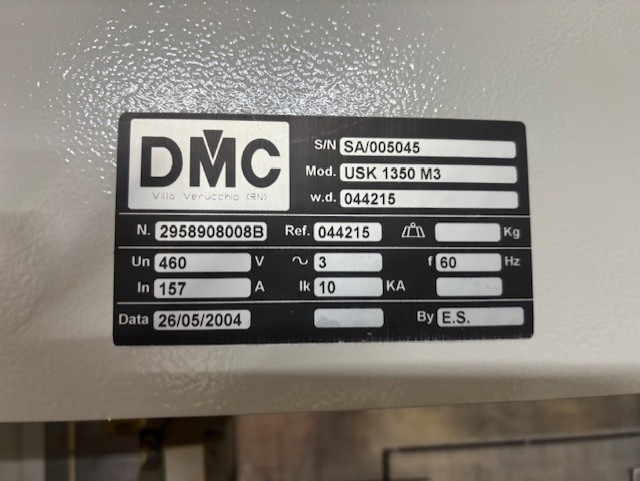 DMC
Villa Verucchio (RN)
S/N SA/005045
Mod. USK 1350 M3
w.d. 044215
N. 2958908008B Ref. 044215 Kg
Un 460 V ~ 3 f 60 Hz
In 157 A Ik 10 KA
Data 26/05/2004 By E.S.